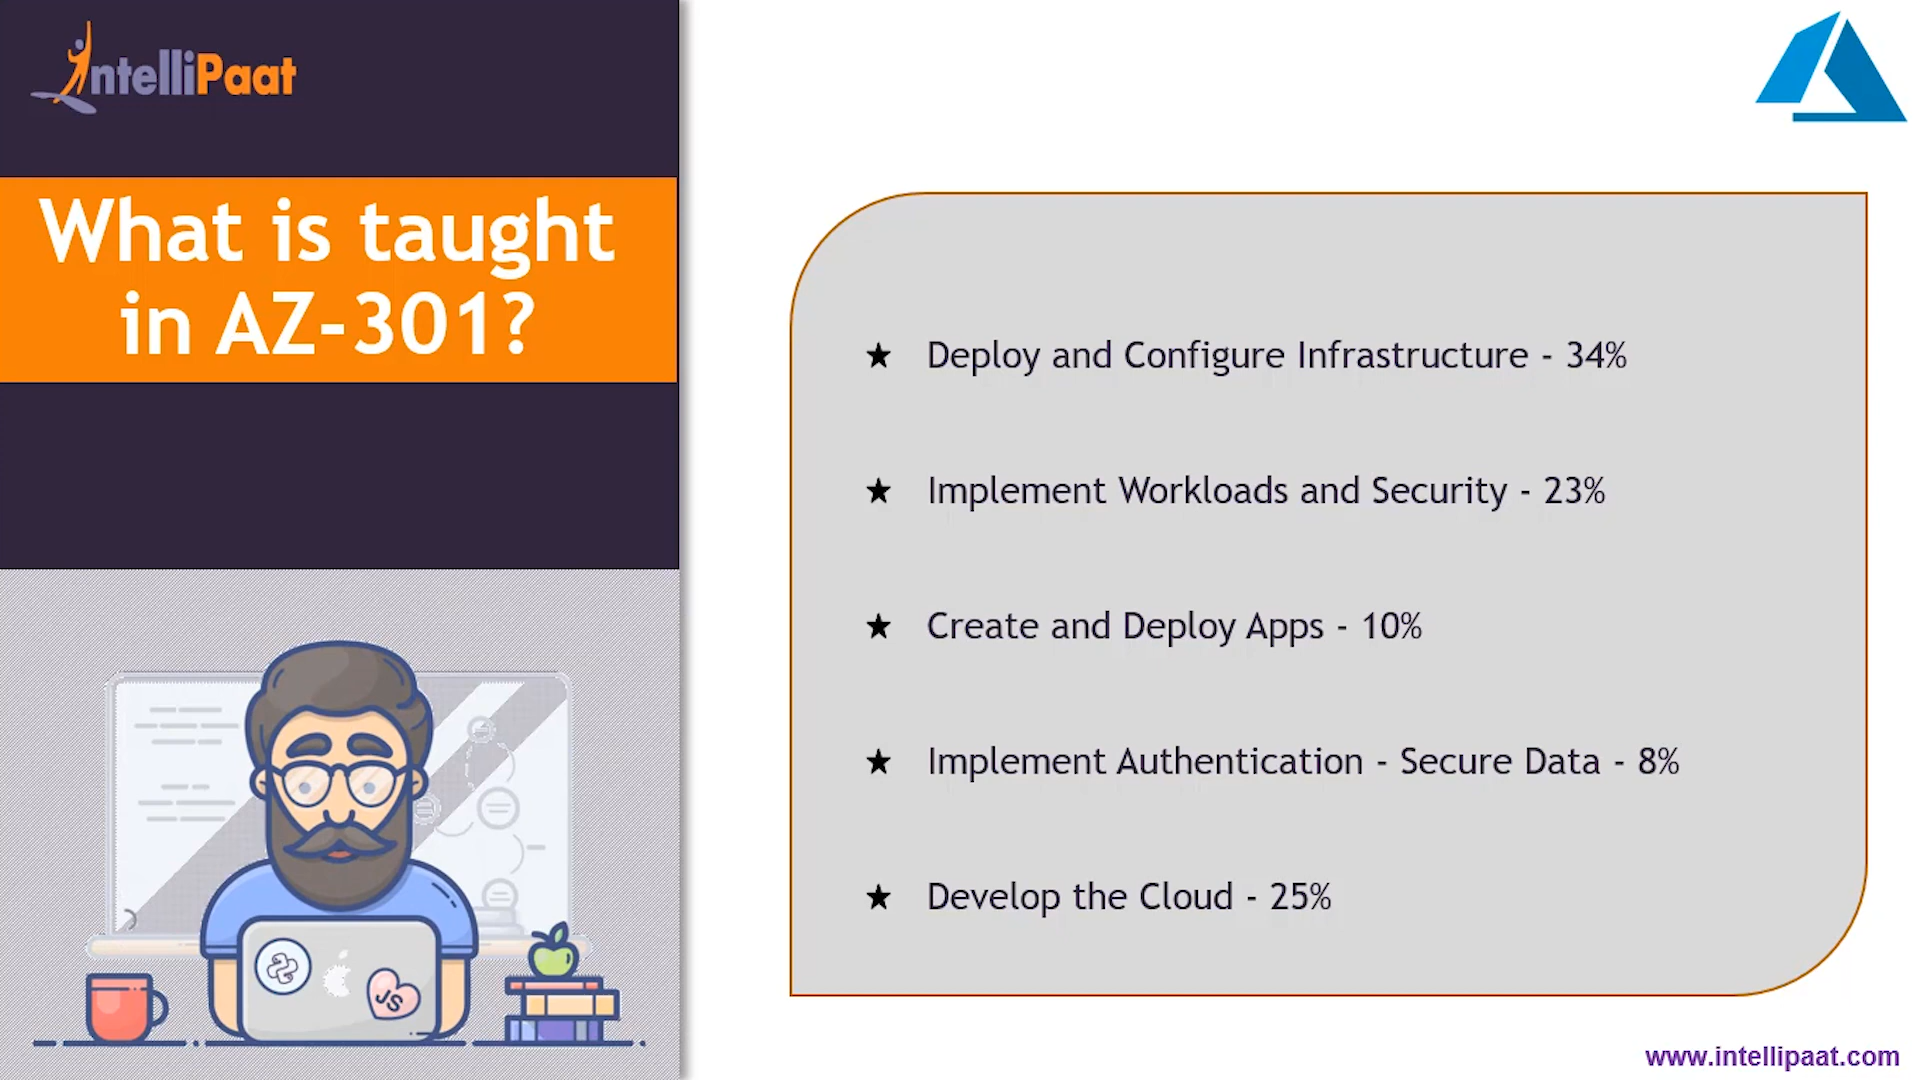 IntelliPaat
What is taught
in AZ-301?
★ Deploy and Configure Infrastructure - 34%
★ Implement Workloads and Security - 23%
★ Create and Deploy Apps - 10%
★ Implement Authentication - Secure Data - 8%
★ Develop the Cloud - 25%
JS
www.intellipaat.com